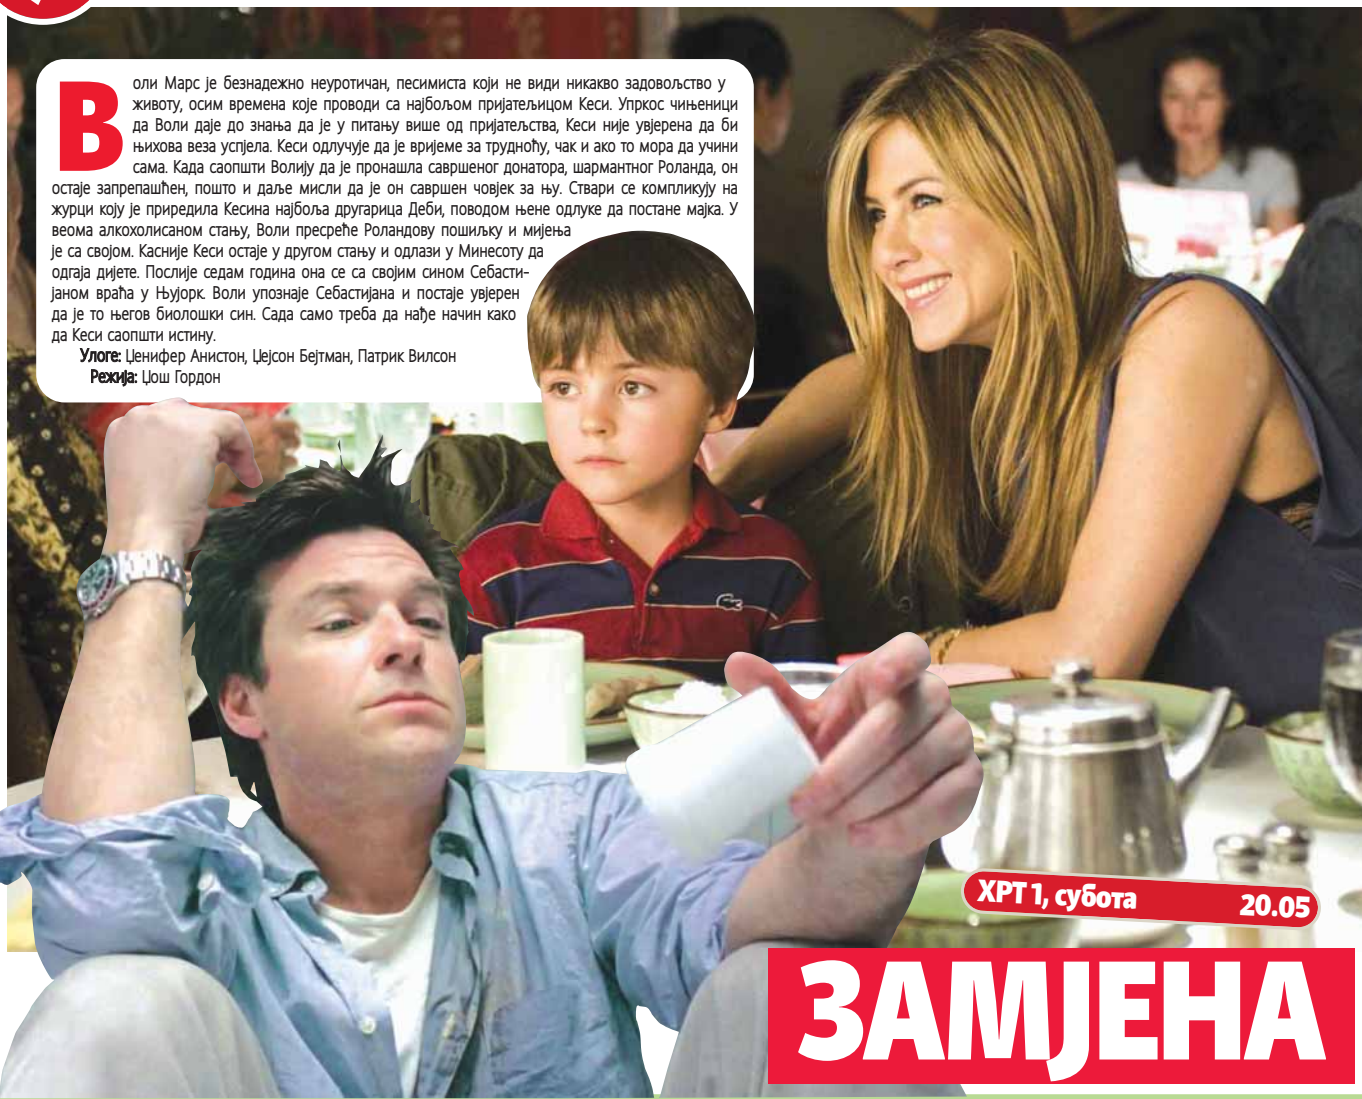 Воли Марс је безнадежно неуротичан, песимиста који не види никакво задовољство у
животу, осим времена које проводи са најбољом пријатељицом Кеси. Упркос чињеници
да Воли даје до знања да је у питању више од пријатељства, Кеси није увјерена да би
њихова веза успјела. Кеси одлучује да је вријеме за трудноћу, чак и ако то мора да учини
сама. Када саопшти Волију да је пронашла савршеног донатора, шармантног Роланда, он
остаје запрепашћен, пошто и даље мисли да је он савршен човјек за њу. Ствари се компликују на
журци коју је приредила Кесина најбоља другарица Деби, поводом њене одлуке да постане мајка. У
веома алкохолисаном стању, Воли пресреће Роландову пошиљку и мијења
је са својом. Касније Кеси остаје у другом стању и одлази у Минесоту да
одгаја дијете. Послије седам година она се са својим сином Себасти-
јаном враћа у Њујорк. Воли упознаје Себастијана и постаје увјерен
да је то његов биолошки син. Сада само треба да нађе начин како
да Кеси саопшти истину.
Улоге: Џенифер Анистон, Џејсон Бејтман, Патрик Вилсон
Режија: Џош Гордон
ХРТ 1, субота 20.05
ЗАМЈЕНА